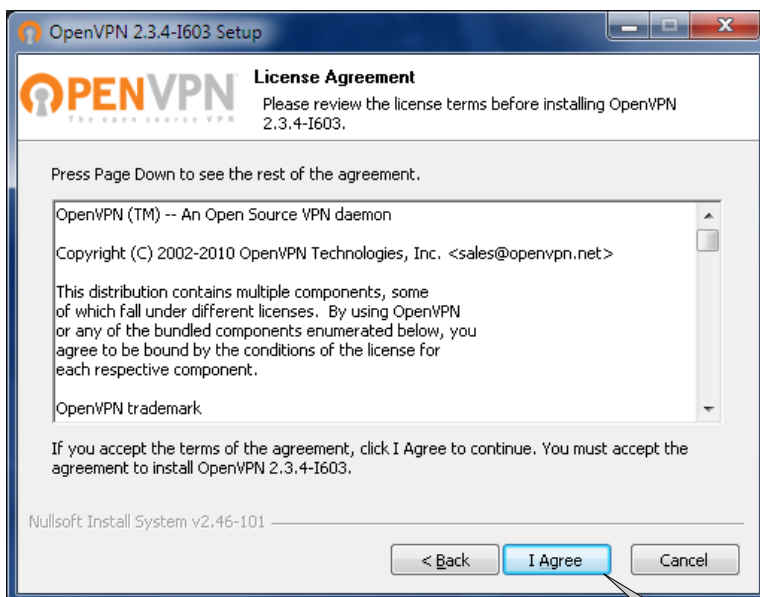 OpenVPN 2.3.4-I603 Setup
OPENVPN
The open source VPN
License Agreement
Please review the license terms before installing OpenVPN
2.3.4-I603.
Press Page Down to see the rest of the agreement.
OpenVPN (TM) -- An Open Source VPN daemon
Copyright (C) 2002-2010 OpenVPN Technologies, Inc. <sales@openvpn.net>
This distribution contains multiple components, some
of which fall under different licenses.  By using OpenVPN
or any of the bundled components enumerated below, you
agree to be bound by the conditions of the license for
each respective component.
OpenVPN trademark
If you accept the terms of the agreement, click I Agree to continue. You must accept the
agreement to install OpenVPN 2.3.4-I603.
Nullsoft Install System v2.46-101
< Back
I Agree
Cancel